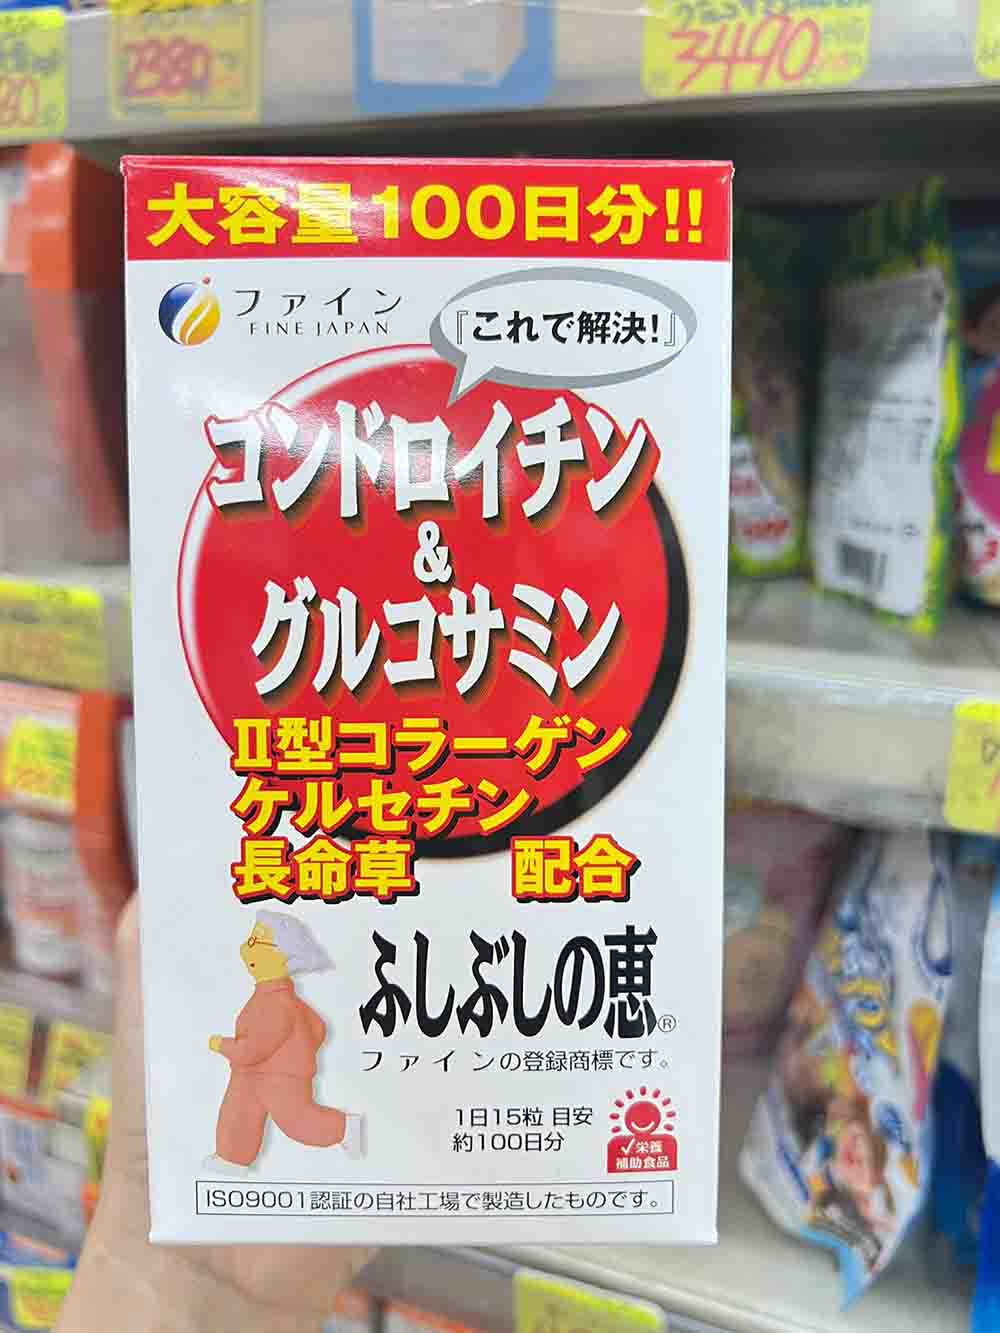 2380
3490
大容量100日分!!
ファイン
FINE JAPAN
『これで解決!』
コンドロイチン
&
グルコサミン
Ⅱ型コラーゲン
ケルセチン
長命草 配合
ふしぶしの恵®
ファインの登録商標です。
1日15粒 目安
約100日分
✓栄養
補助食品
ISO9001認証の自社工場で製造したものです。